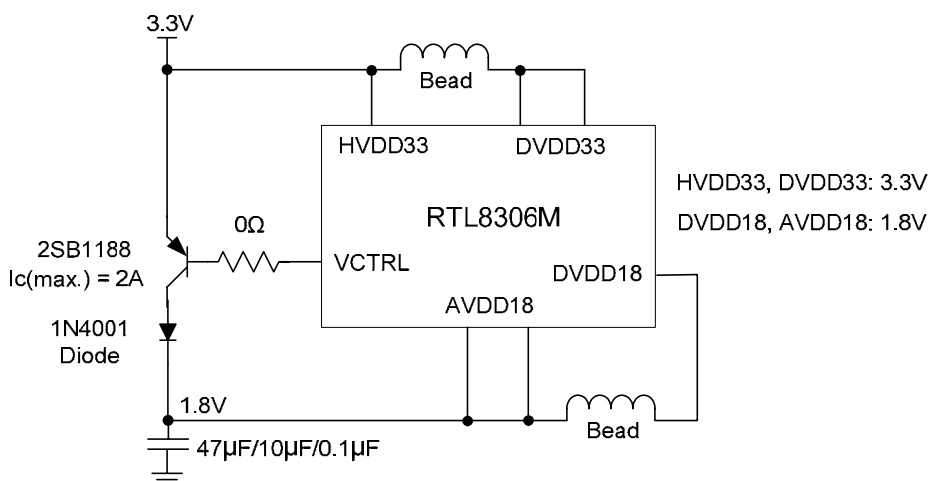 3.3V
Bead
HVDD33
DVDD33
HVDD33, DVDD33: 3.3V
DVDD18, AVDD18: 1.8V
RTL8306M
0Ω
2SB1188
Ic(max.) = 2A
VCTRL
DVDD18
AVDD18
1N4001
Diode
1.8V
Bead
47µF/10µF/0.1µF